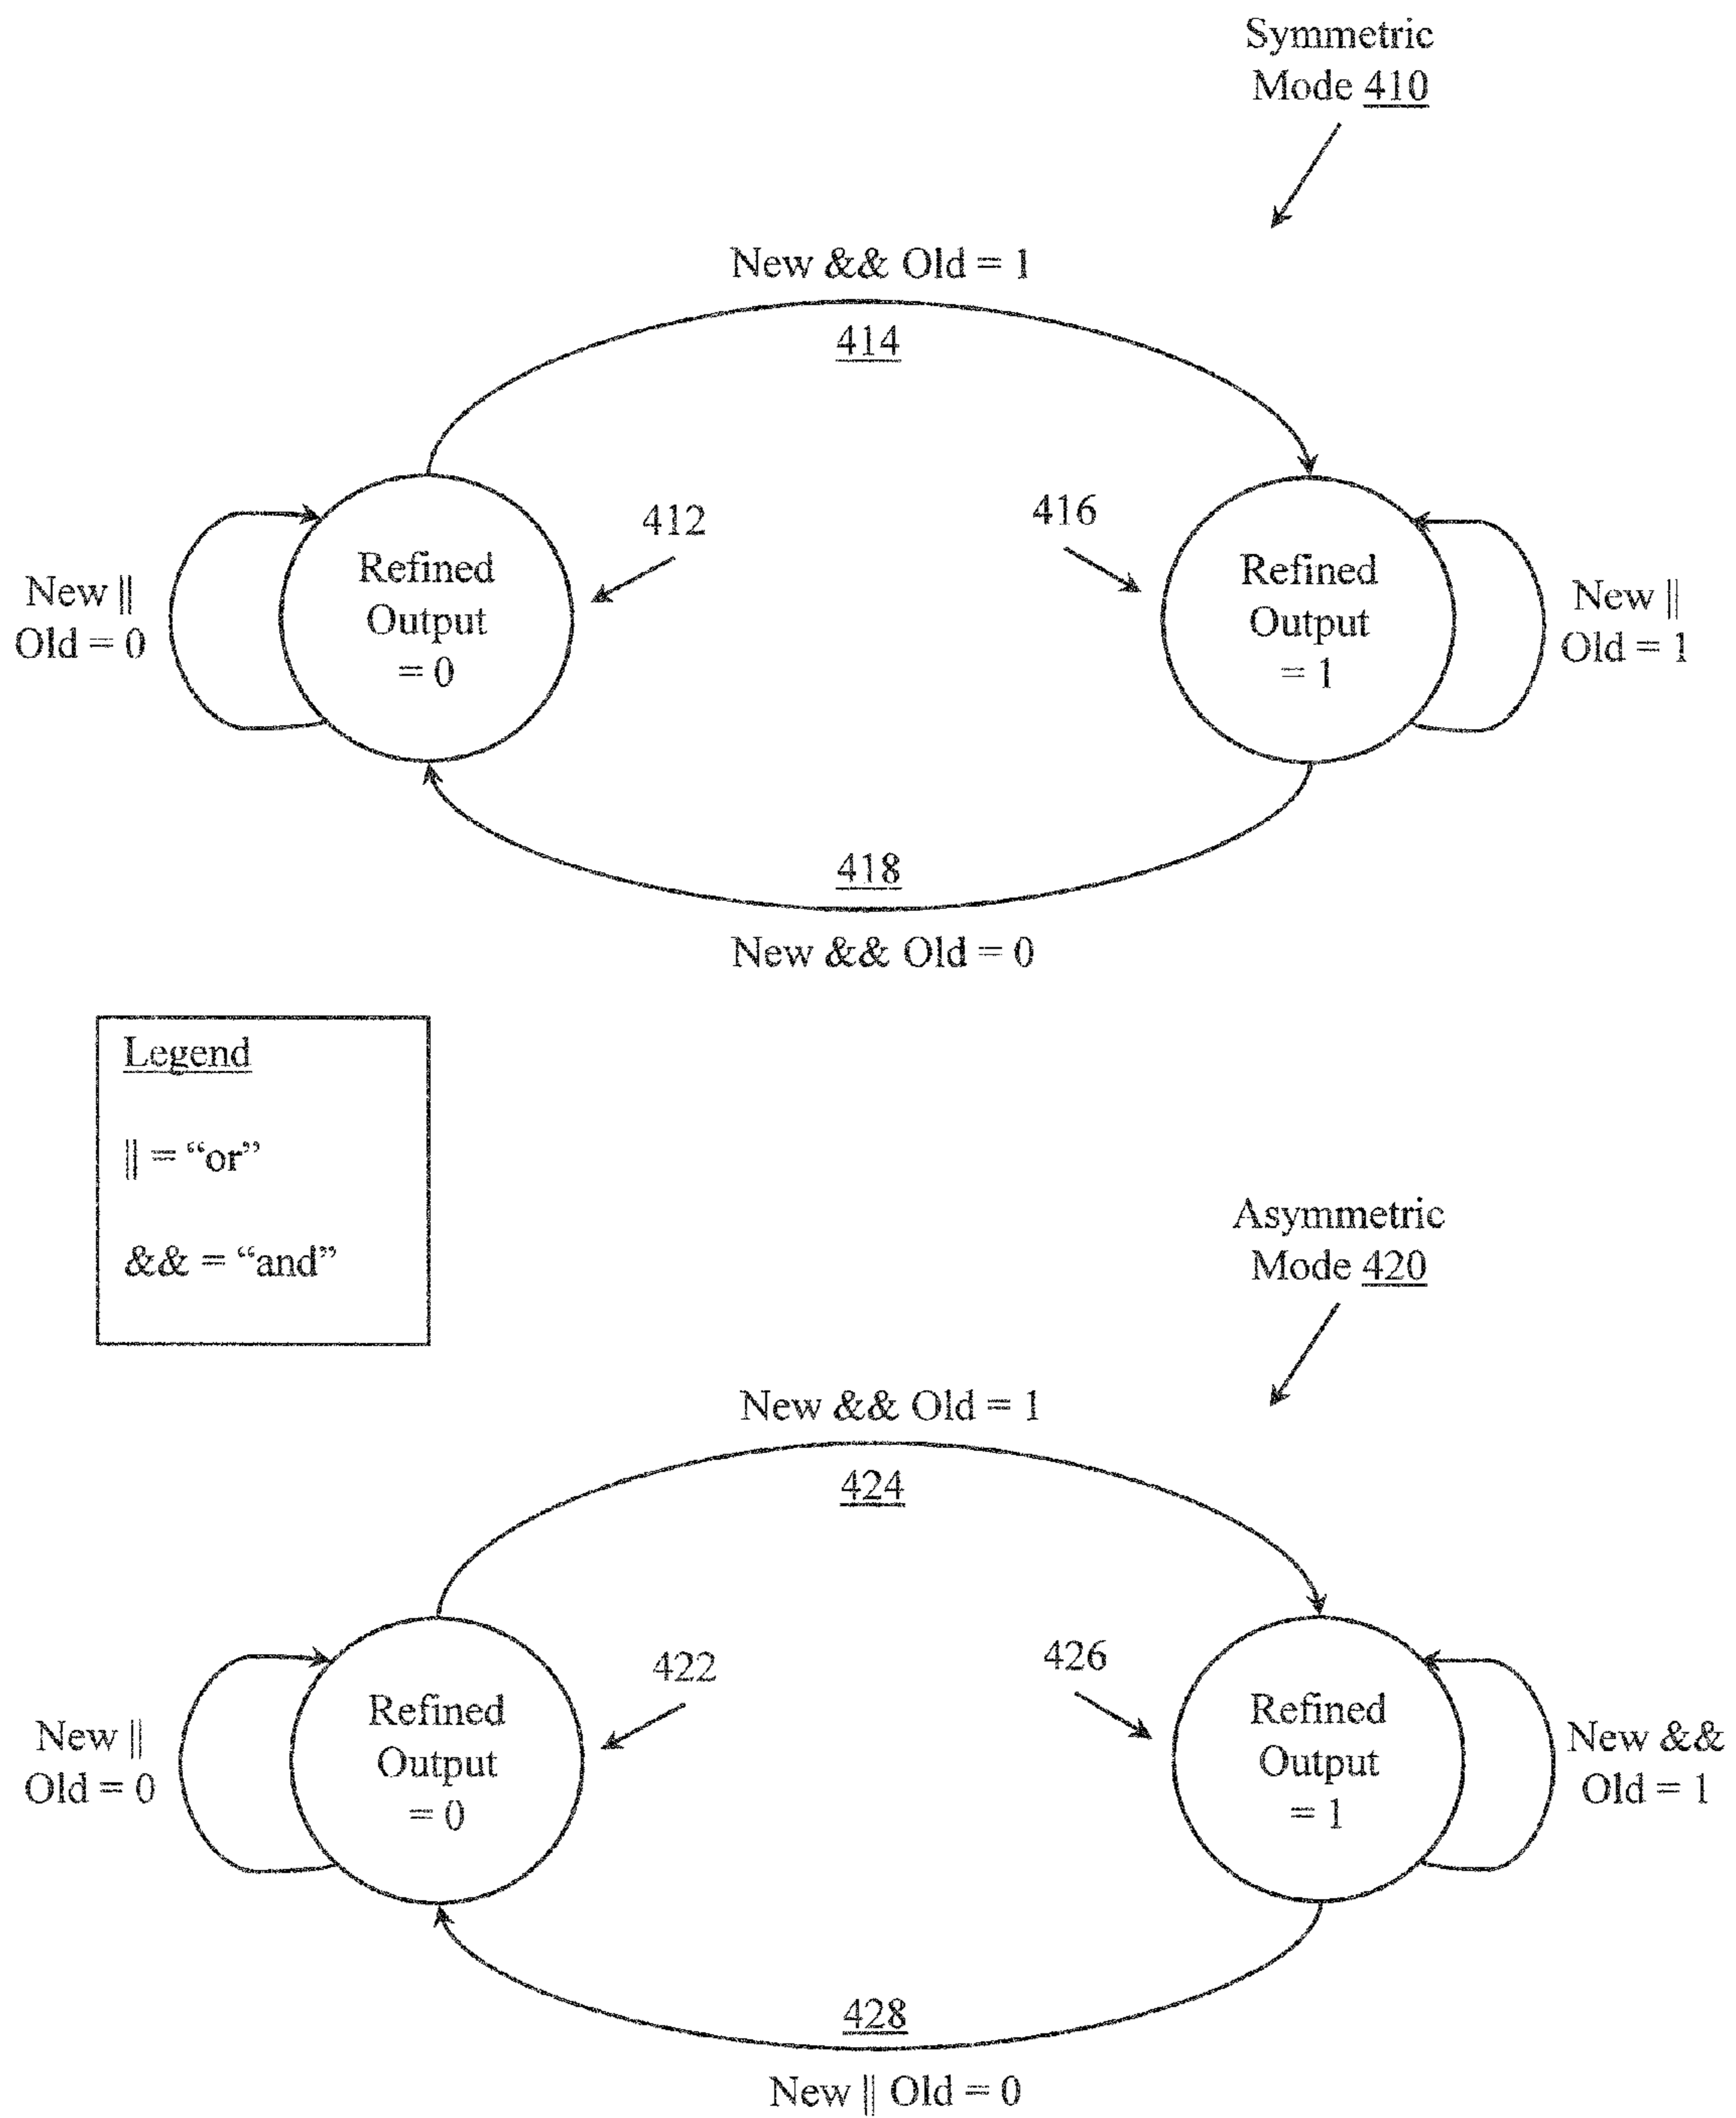 Symmetric
Mode 410
New && Old = 1
414
412
416
Refined
Output
= 0
Refined
Output
= 1
New ||
Old = 0
New ||
Old = 1
418
New && Old = 0
Legend
|| = “or”
&& = “and”
Asymmetric
Mode 420
New && Old = 1
424
422
426
Refined
Output
= 0
Refined
Output
= 1
New ||
Old = 0
New &&
Old = 1
428
New || Old = 0